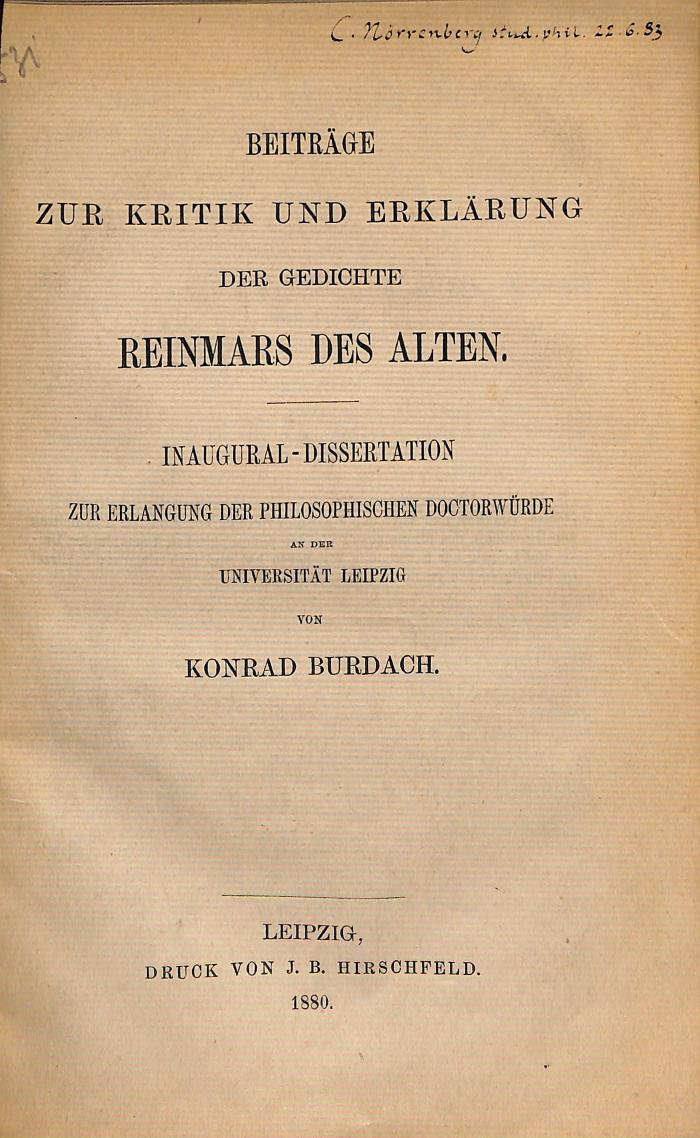 C. Nörrenberg stud. phil. 22.6.83
BEITRÄGE
ZUR KRITIK UND ERKLÄRUNG
DER GEDICHTE
REINMARS DES ALTEN.
INAUGURAL-DISSERTATION
ZUR ERLANGUNG DER PHILOSOPHISCHEN DOCTORWÜRDE
AN DER
UNIVERSITÄT LEIPZIG
VON
KONRAD BURDACH.
LEIPZIG,
DRUCK VON J. B. HIRSCHFELD.
1880.